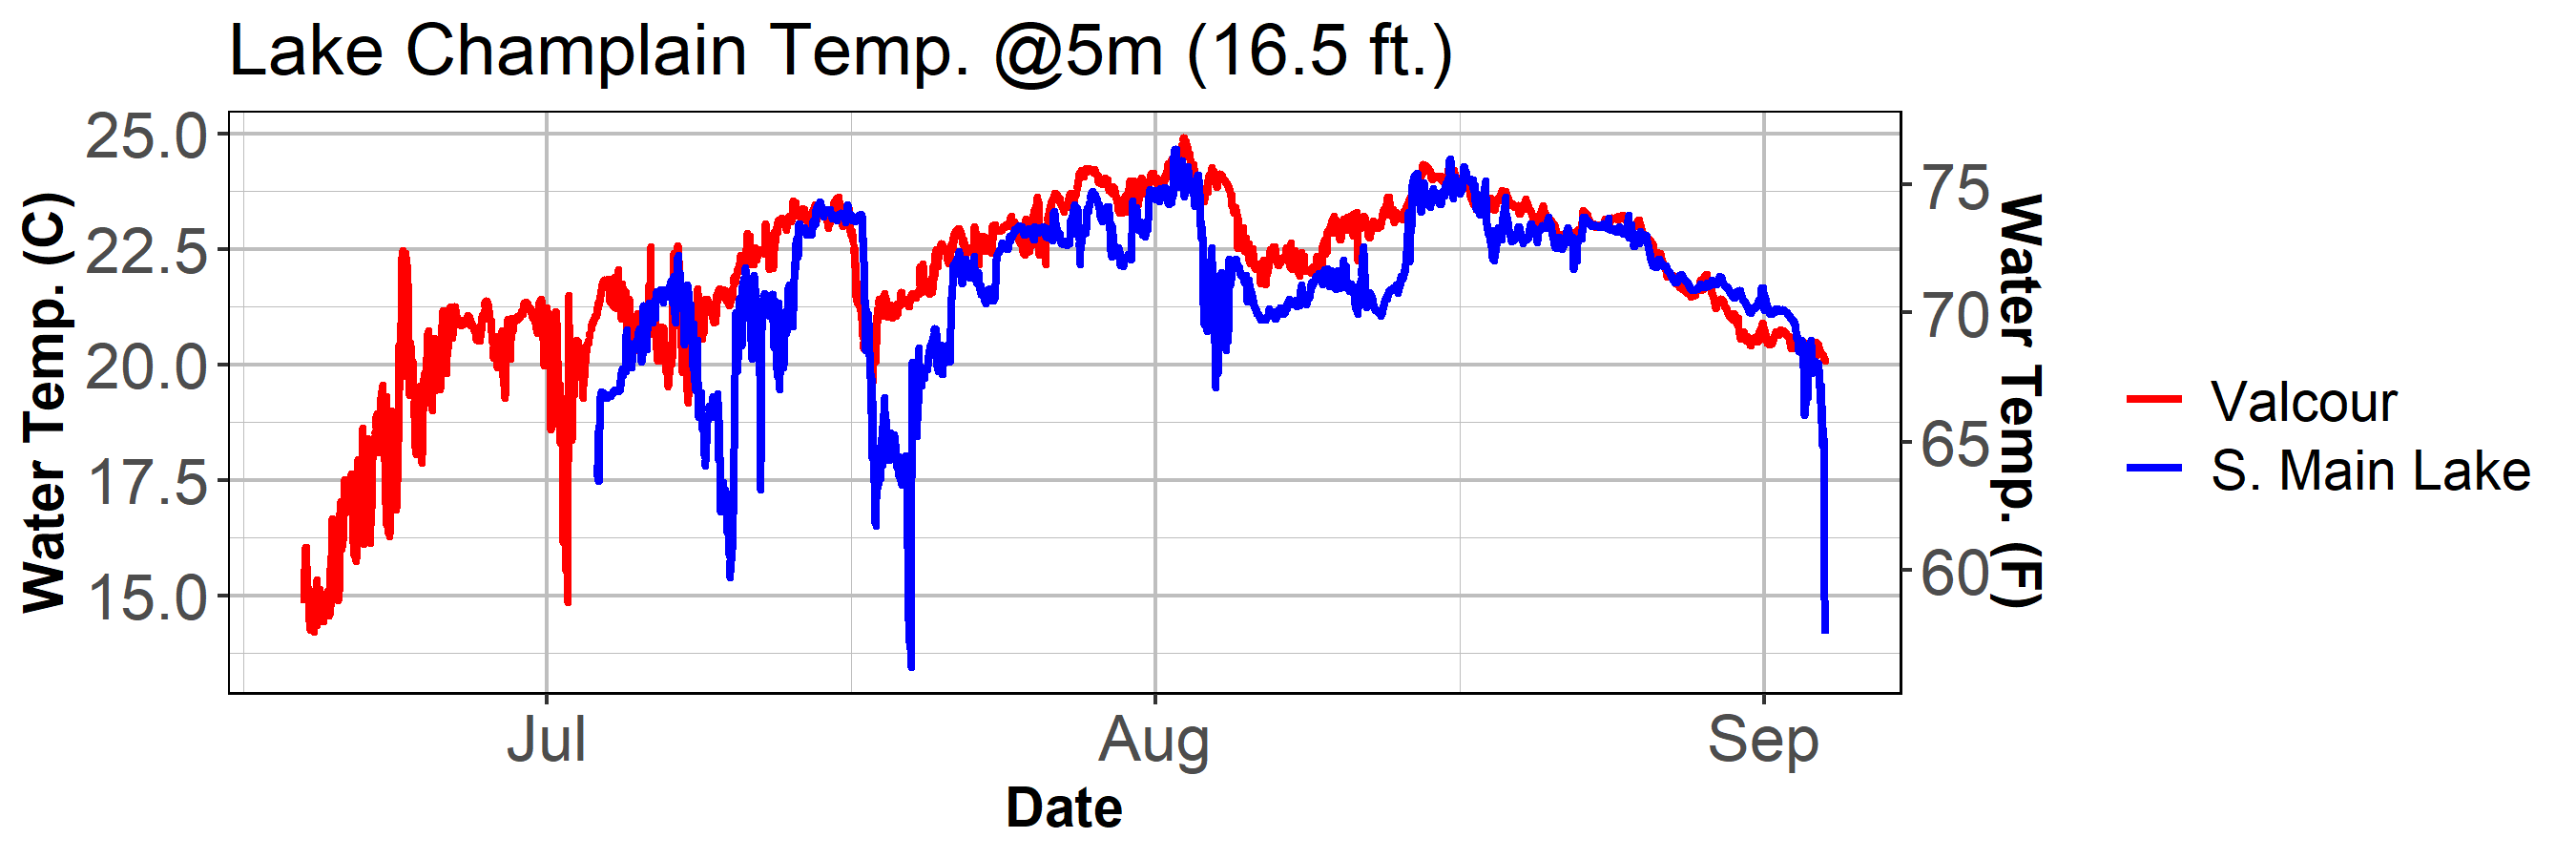 Lake Champlain Temp. @5m (16.5 ft.)
Water Temp. (C)
25.0
22.5
20.0
17.5
15.0
75
70
65
60
Water Temp. (F)
Jul Aug Sep
Date
Valcour
S. Main Lake